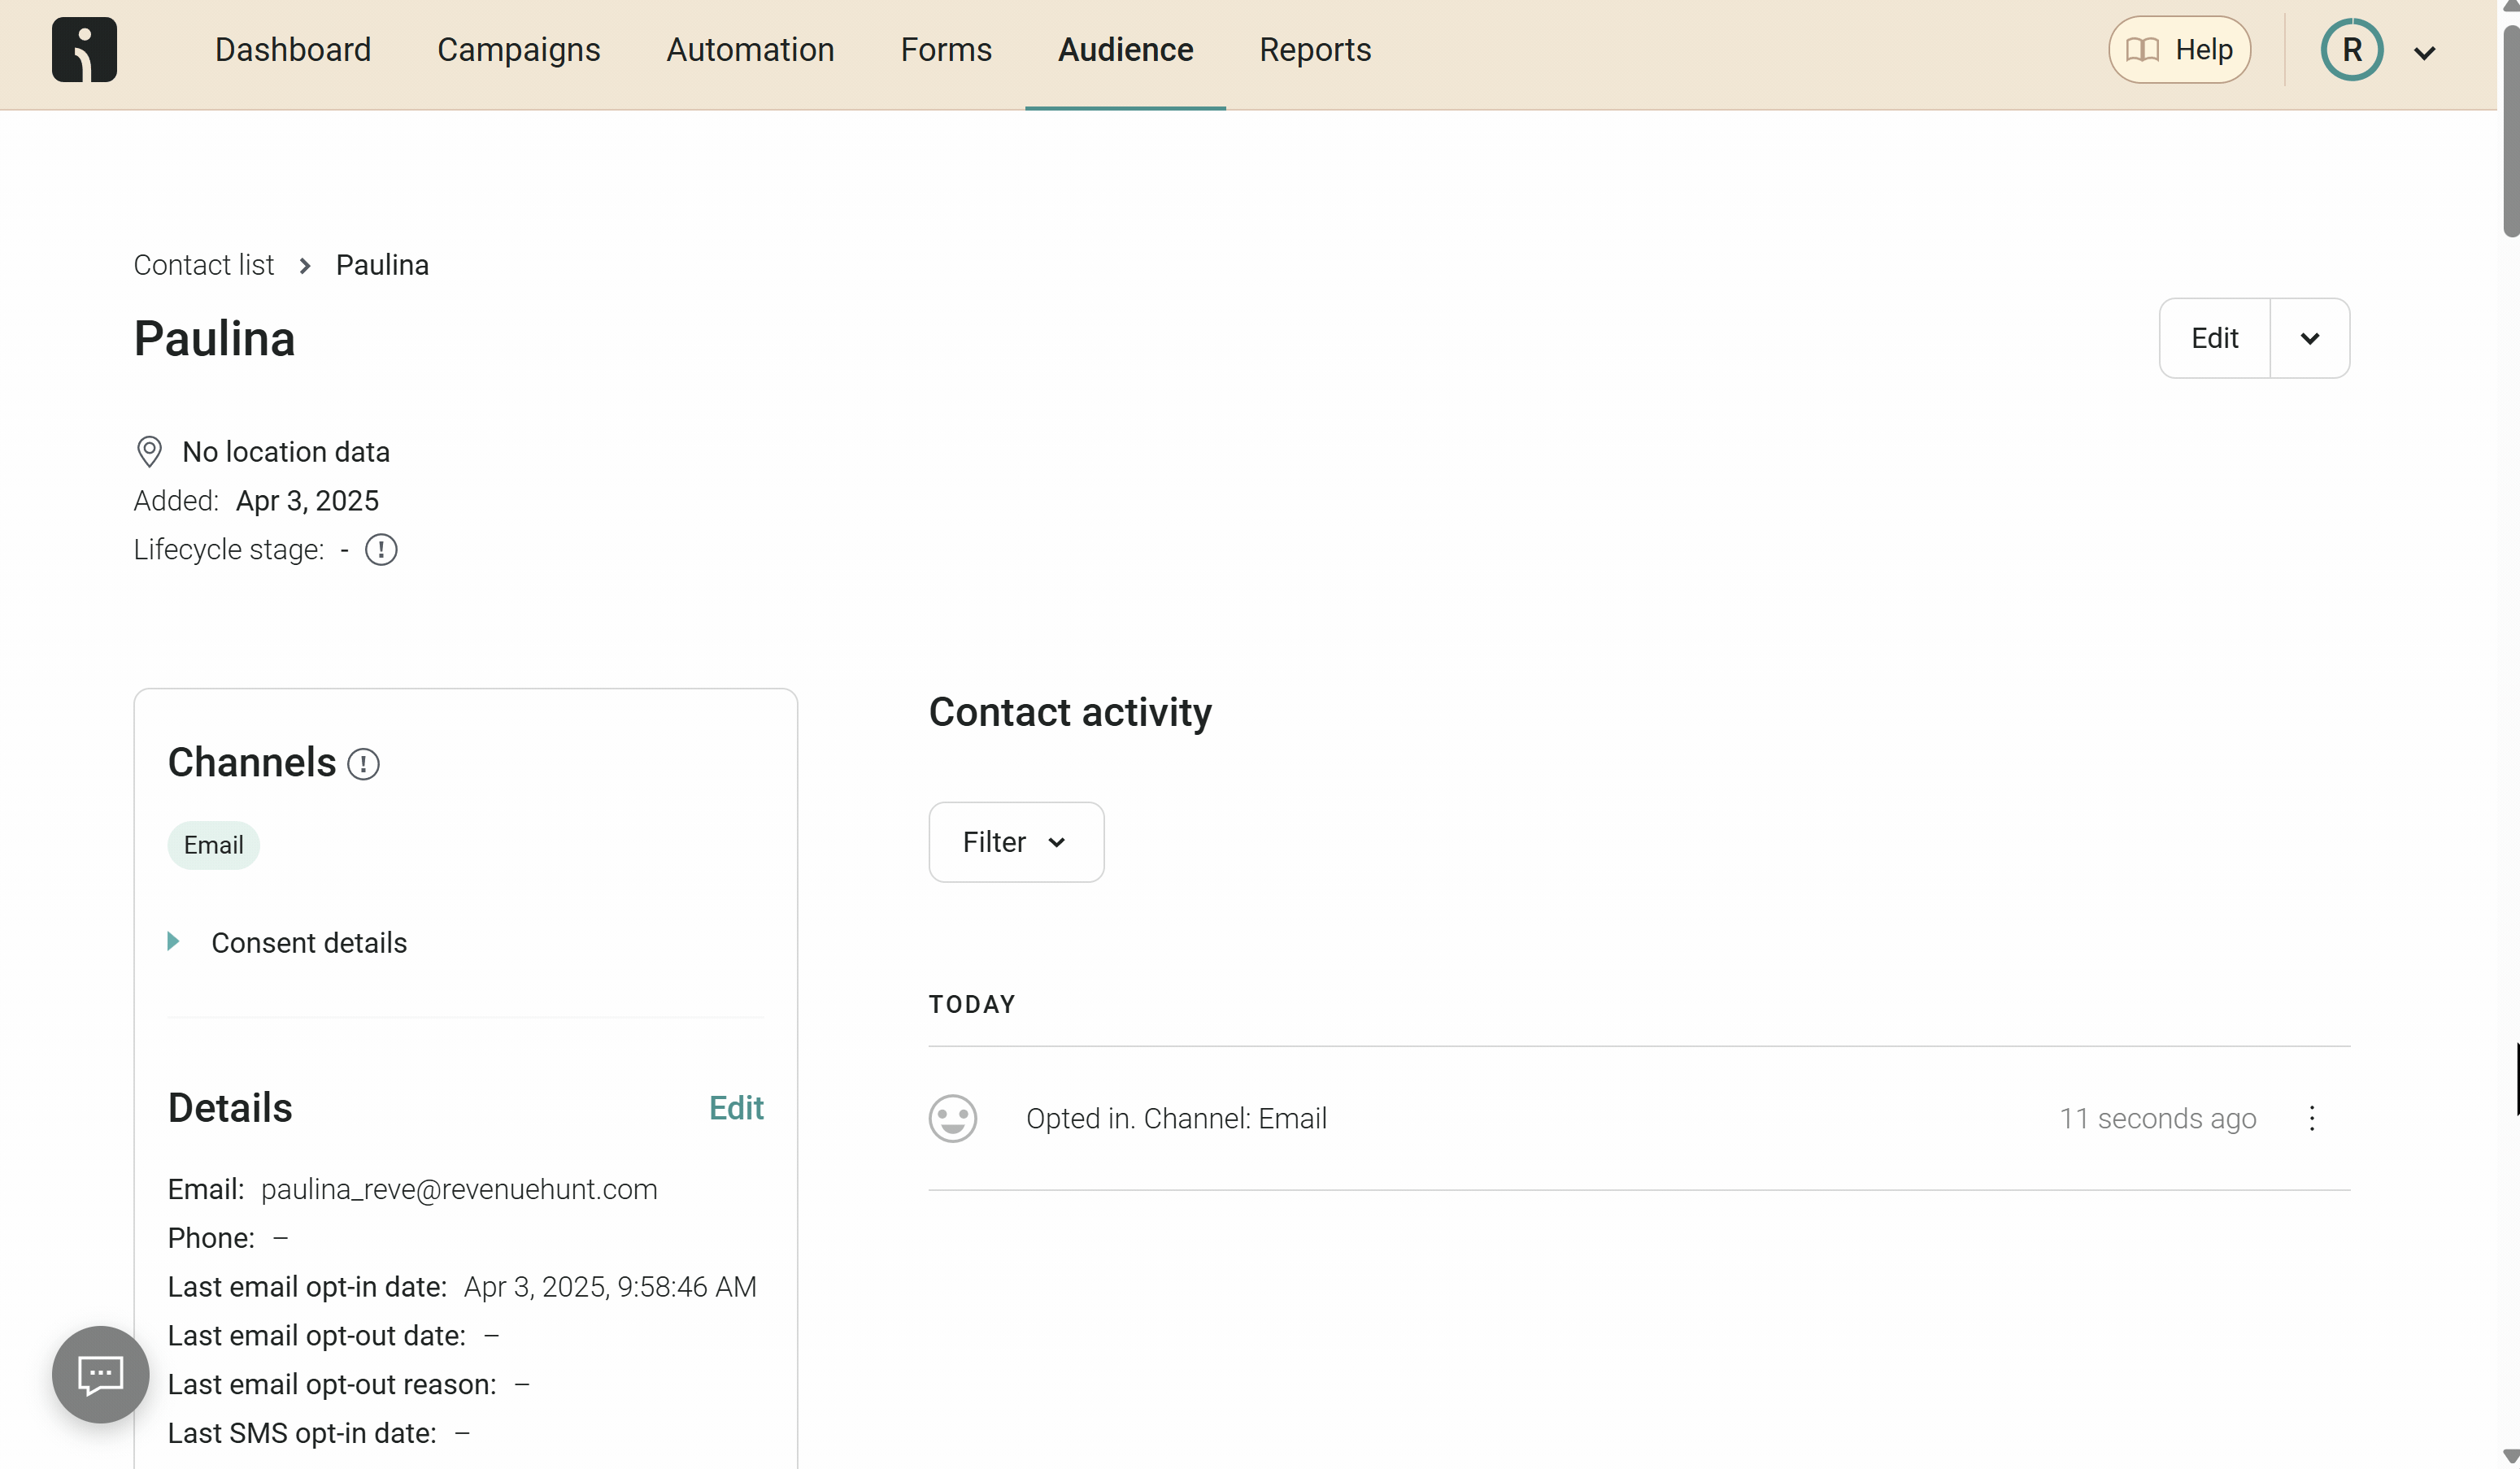 Dashboard Campaigns Automation Forms Audience Reports Help R
Contact list Paulina
Paulina
Edit
No location data
Added: Apr 3, 2025
Lifecycle stage: -
Channels
Email
Consent details
Details Edit
Email: paulina_reve@revenuehunt.com
Phone: –
Last email opt-in date: Apr 3, 2025, 9:58:46 AM
Last email opt-out date: –
Last email opt-out reason: –
Last SMS opt-in date: –
Contact activity
Filter
TODAY
Opted in. Channel: Email 11 seconds ago